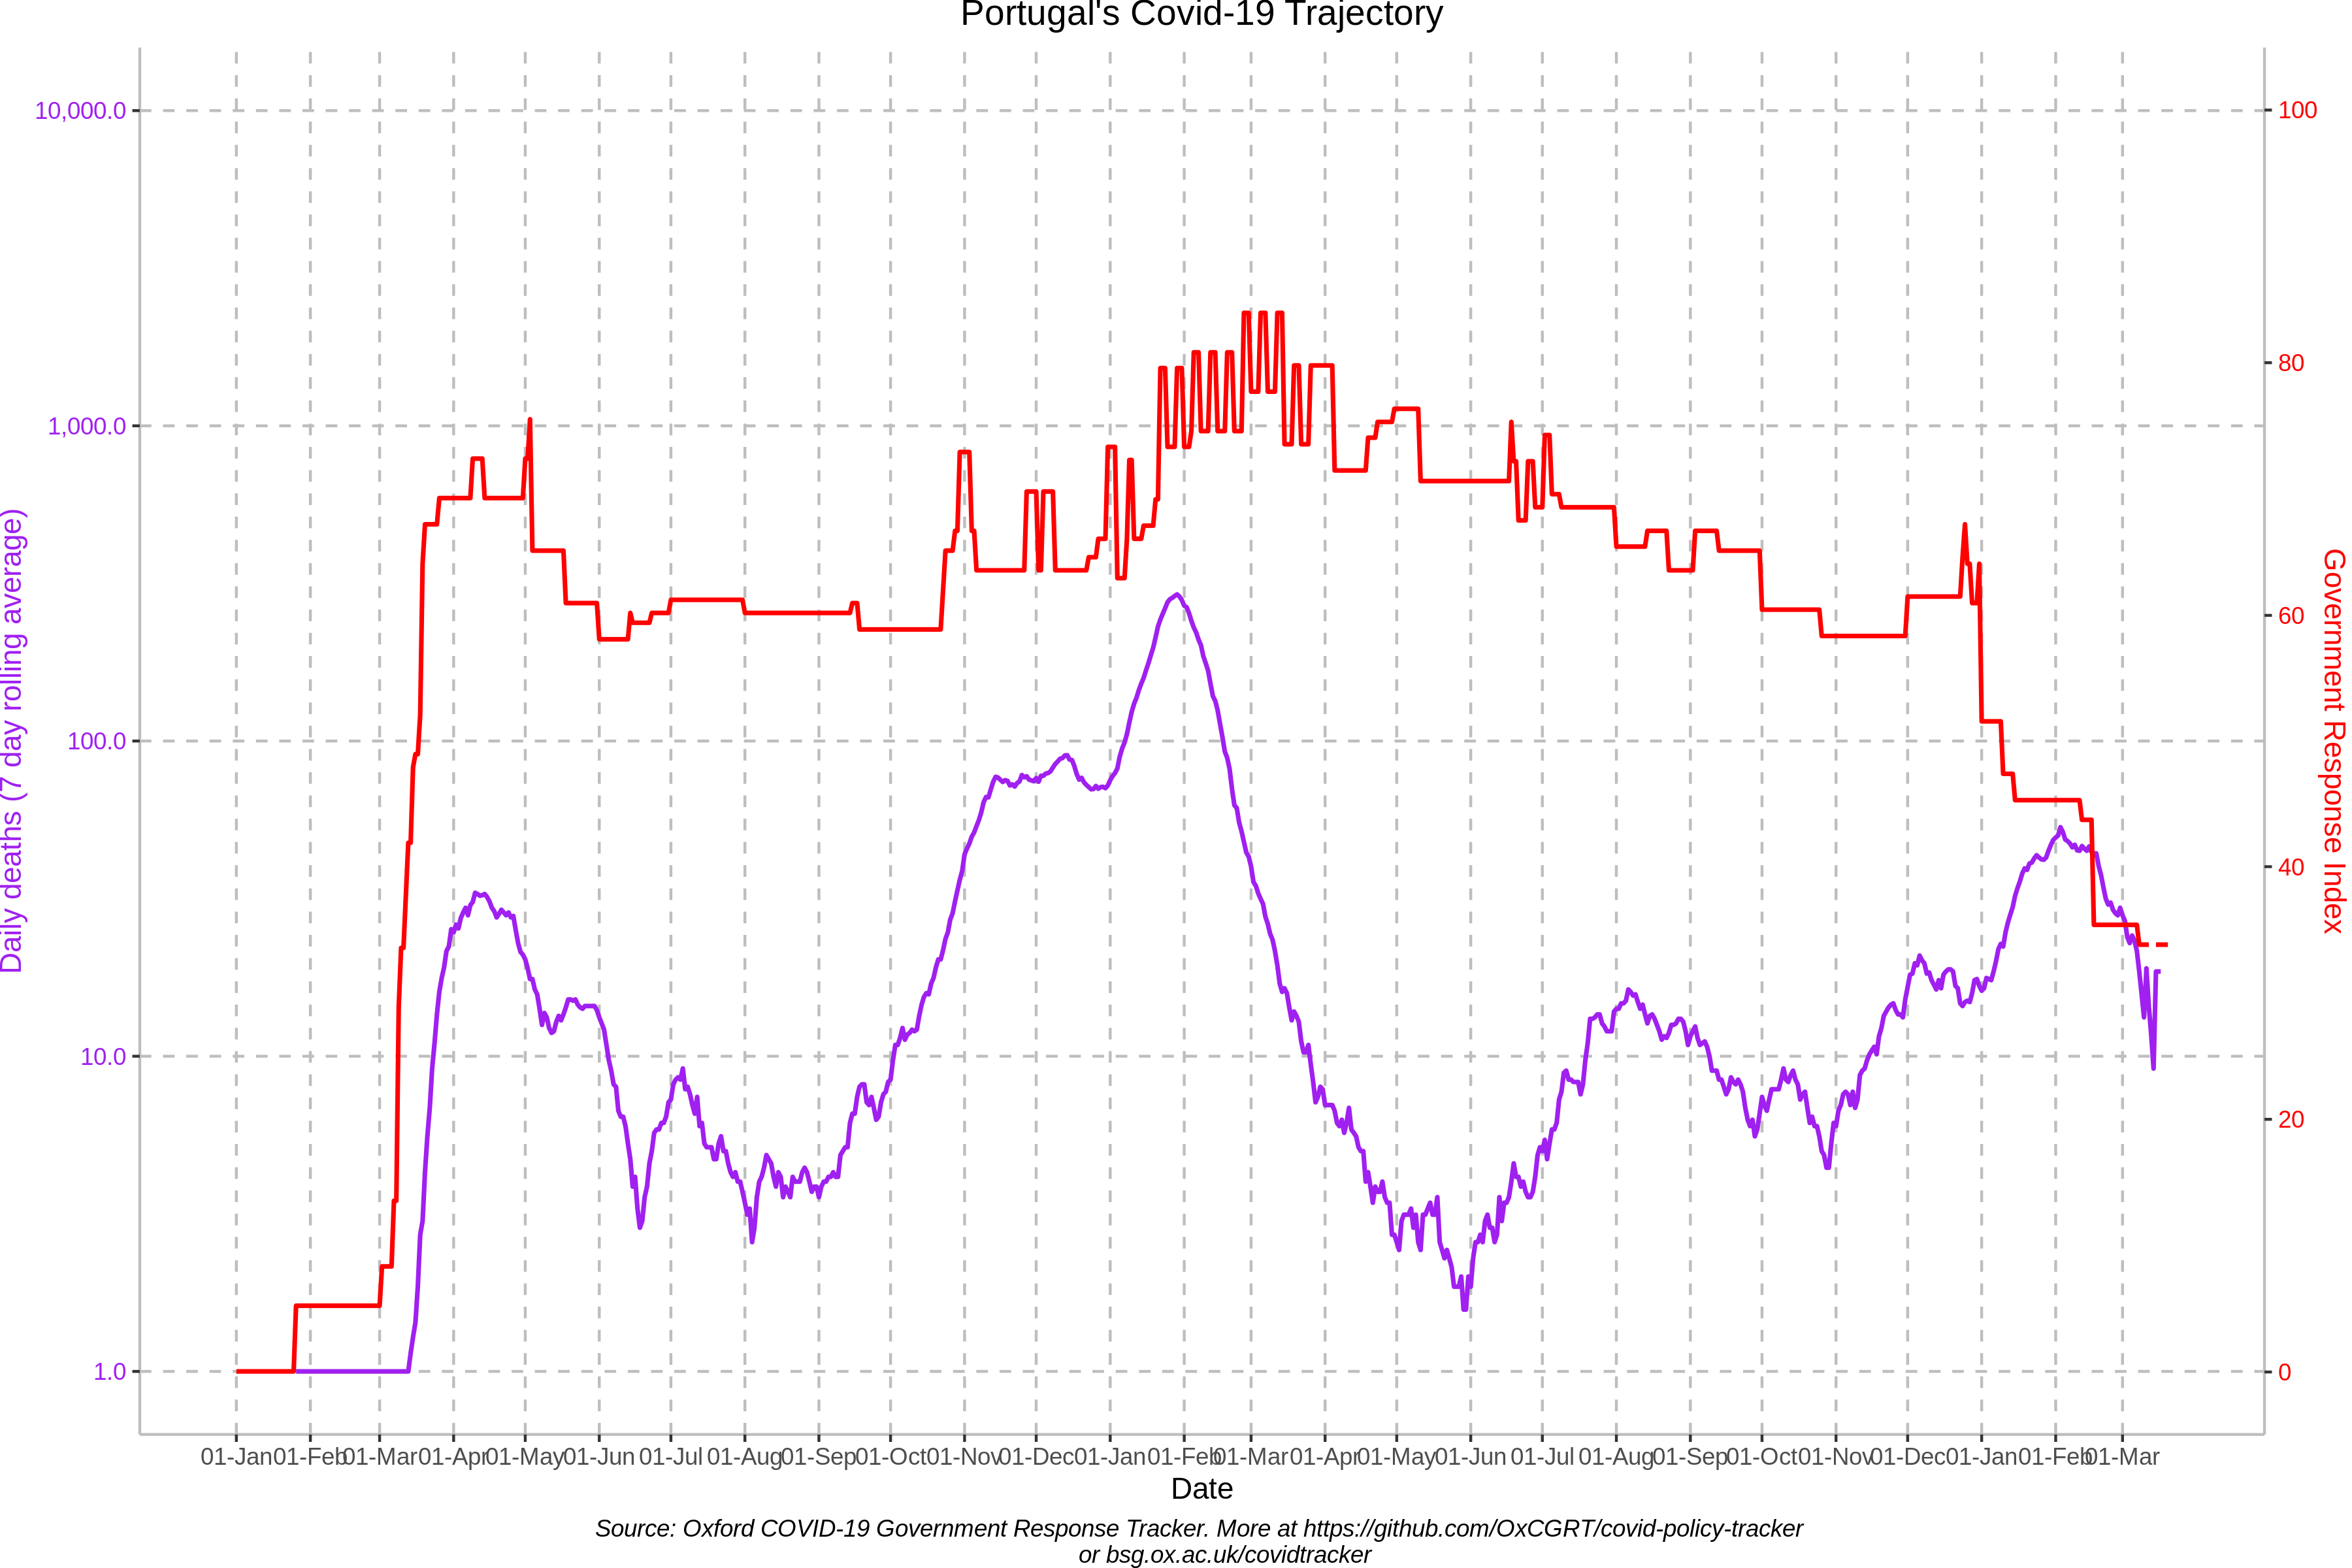 Portugal's Covid-19 Trajectory
10,000.0
1,000.0
100.0
10.0
1.0
Daily deaths (7 day rolling average)
100
80
60
40
20
0
Government Response Index
01-Jan 01-Feb 01-Mar 01-Apr 01-May 01-Jun 01-Jul 01-Aug 01-Sep 01-Oct 01-Nov 01-Dec 01-Jan 01-Feb 01-Mar 01-Apr 01-May 01-Jun 01-Jul 01-Aug 01-Sep 01-Oct 01-Nov 01-Dec 01-Jan 01-Feb 01-Mar
Date
Source: Oxford COVID-19 Government Response Tracker. More at https://github.com/OxCGRT/covid-policy-tracker
or bsg.ox.ac.uk/covidtracker